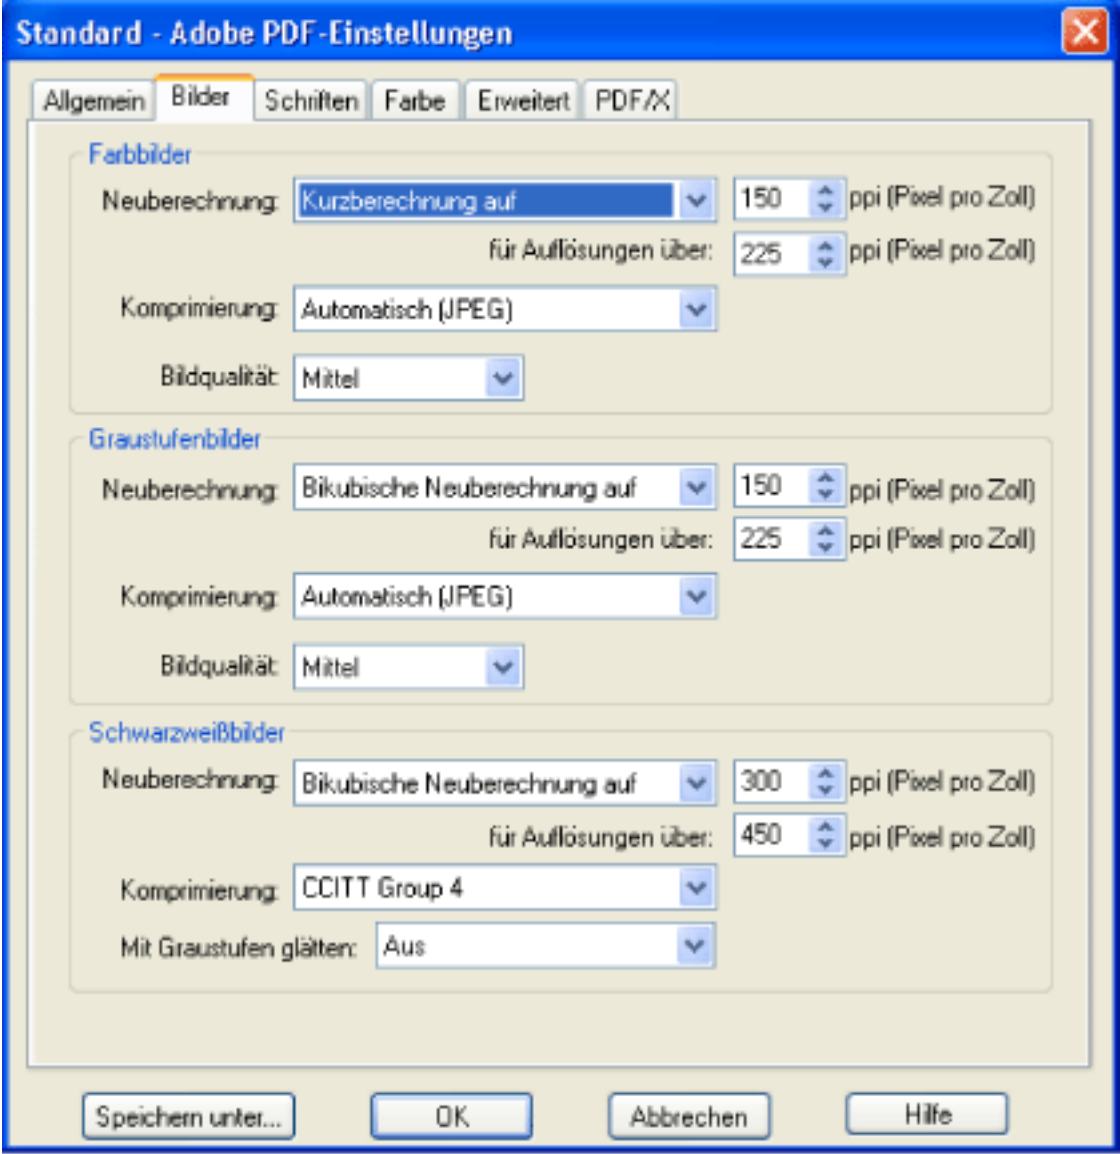 Standard - Adobe PDF-Einstellungen
Allgemein Bilder Schriften Farbe Erweitert PDF/X
Farbbilder
Neuberechnung: Kurzberechnung auf 150 ppi (Pixel pro Zoll)
für Auflösungen über: 225 ppi (Pixel pro Zoll)
Komprimierung: Automatisch (JPEG)
Bildqualität: Mittel
Graustufenbilder
Neuberechnung: Bikubische Neuberechnung auf 150 ppi (Pixel pro Zoll)
für Auflösungen über: 225 ppi (Pixel pro Zoll)
Komprimierung: Automatisch (JPEG)
Bildqualität: Mittel
Schwarzweißbilder
Neuberechnung: Bikubische Neuberechnung auf 300 ppi (Pixel pro Zoll)
für Auflösungen über: 450 ppi (Pixel pro Zoll)
Komprimierung: CCITT Group 4
Mit Graustufen glätten: Aus
Speichern unter... OK Abbrechen Hilfe